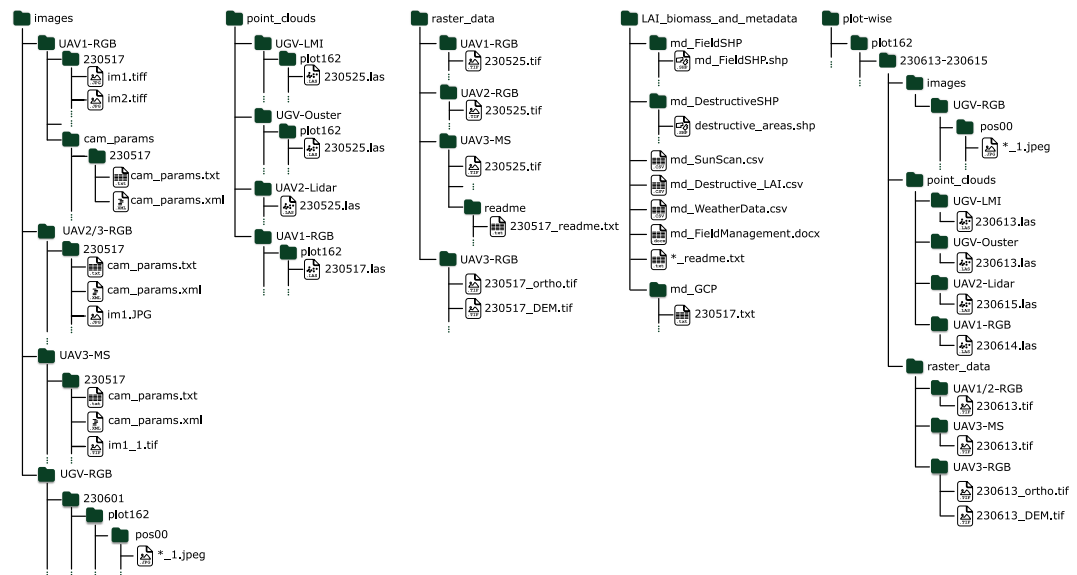 images
UAV1-RGB
230517
im1.tiff
im2.tiff
cam_params
230517
cam_params.txt
cam_params.xml
UAV2/3-RGB
230517
cam_params.txt
cam_params.xml
im1.JPG
UAV3-MS
230517
cam_params.txt
cam_params.xml
im1_1.tif
UGV-RGB
230601
plot162
pos00
*_1.jpeg
point_clouds
UGV-LMI
plot162
230525.las
UGV-Ouster
plot162
230525.las
UAV2-Lidar
230525.las
UAV1-RGB
plot162
230517.las
raster_data
UAV1-RGB
230525.tif
UAV2-RGB
230525.tif
UAV3-MS
230525.tif
readme
230517_readme.txt
UAV3-RGB
230517_ortho.tif
230517_DEM.tif
LAI_biomass_and_metadata
md_FieldSHP
md_FieldSHP.shp
md_DestructiveSHP
destructive_areas.shp
md_SunScan.csv
md_Destructive_LAI.csv
md_WeatherData.csv
md_FieldManagement.docx
*_readme.txt
md_GCP
230517.txt
plot-wise
plot162
230613-230615
images
UGV-RGB
pos00
*_1.jpeg
point_clouds
UGV-LMI
230613.las
UGV-Ouster
230613.las
UAV2-Lidar
230615.las
UAV1-RGB
230614.las
raster_data
UAV1/2-RGB
230613.tif
UAV3-MS
230613.tif
UAV3-RGB
230613_ortho.tif
230613_DEM.tif